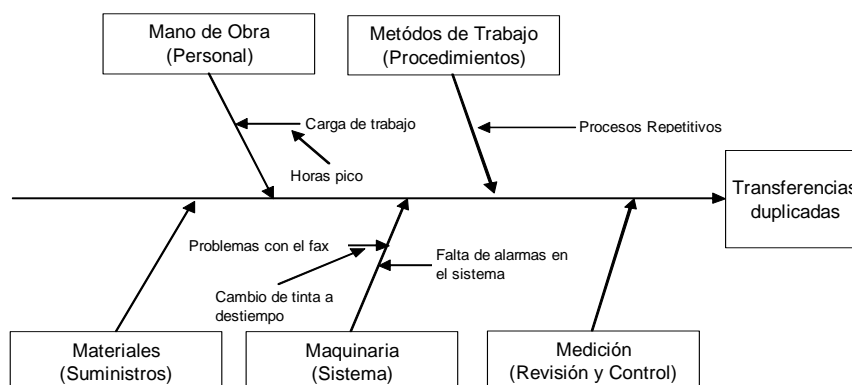 Mano de Obra
(Personal)
Metódos de Trabajo
(Procedimientos)
Carga de trabajo
Procesos Repetitivos
Horas pico
Transferencias
duplicadas
Problemas con el fax
Falta de alarmas en
el sistema
Cambio de tinta a
destiempo
Materiales
(Suministros)
Maquinaria
(Sistema)
Medición
(Revisión y Control)